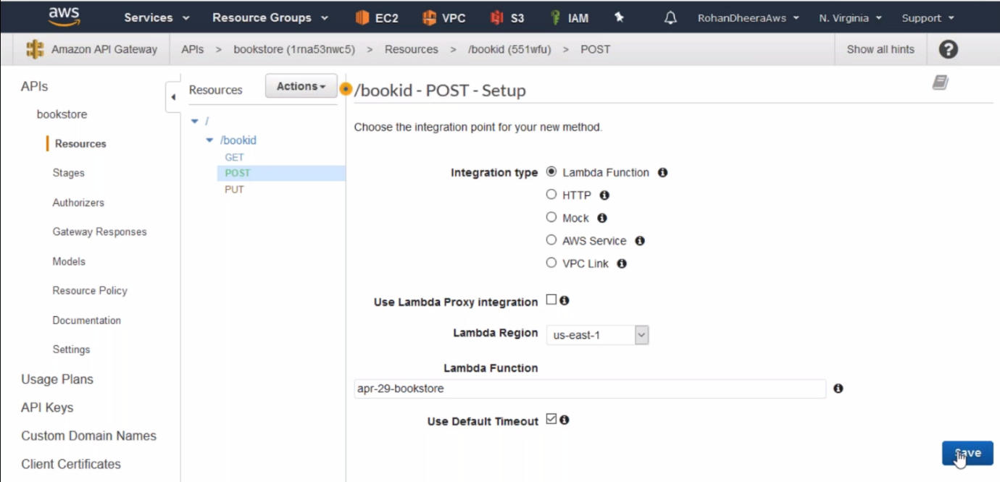 aws Services Resource Groups EC2 VPC S3 IAM RohanDheeraAws N. Virginia Support
Amazon API Gateway APIs > bookstore (1rna53nwc5) > Resources > /bookid (551wfu) > POST Show all hints ?
APIs
bookstore
Resources
Stages
Authorizers
Gateway Responses
Models
Resource Policy
Documentation
Settings
Usage Plans
API Keys
Custom Domain Names
Client Certificates
Resources Actions
/
/bookid
GET
POST
PUT
/bookid - POST - Setup
Choose the integration point for your new method.
Integration type Lambda Function
HTTP
Mock
AWS Service
VPC Link
Use Lambda Proxy integration
Lambda Region us-east-1
Lambda Function
apr-29-bookstore
Use Default Timeout
Save